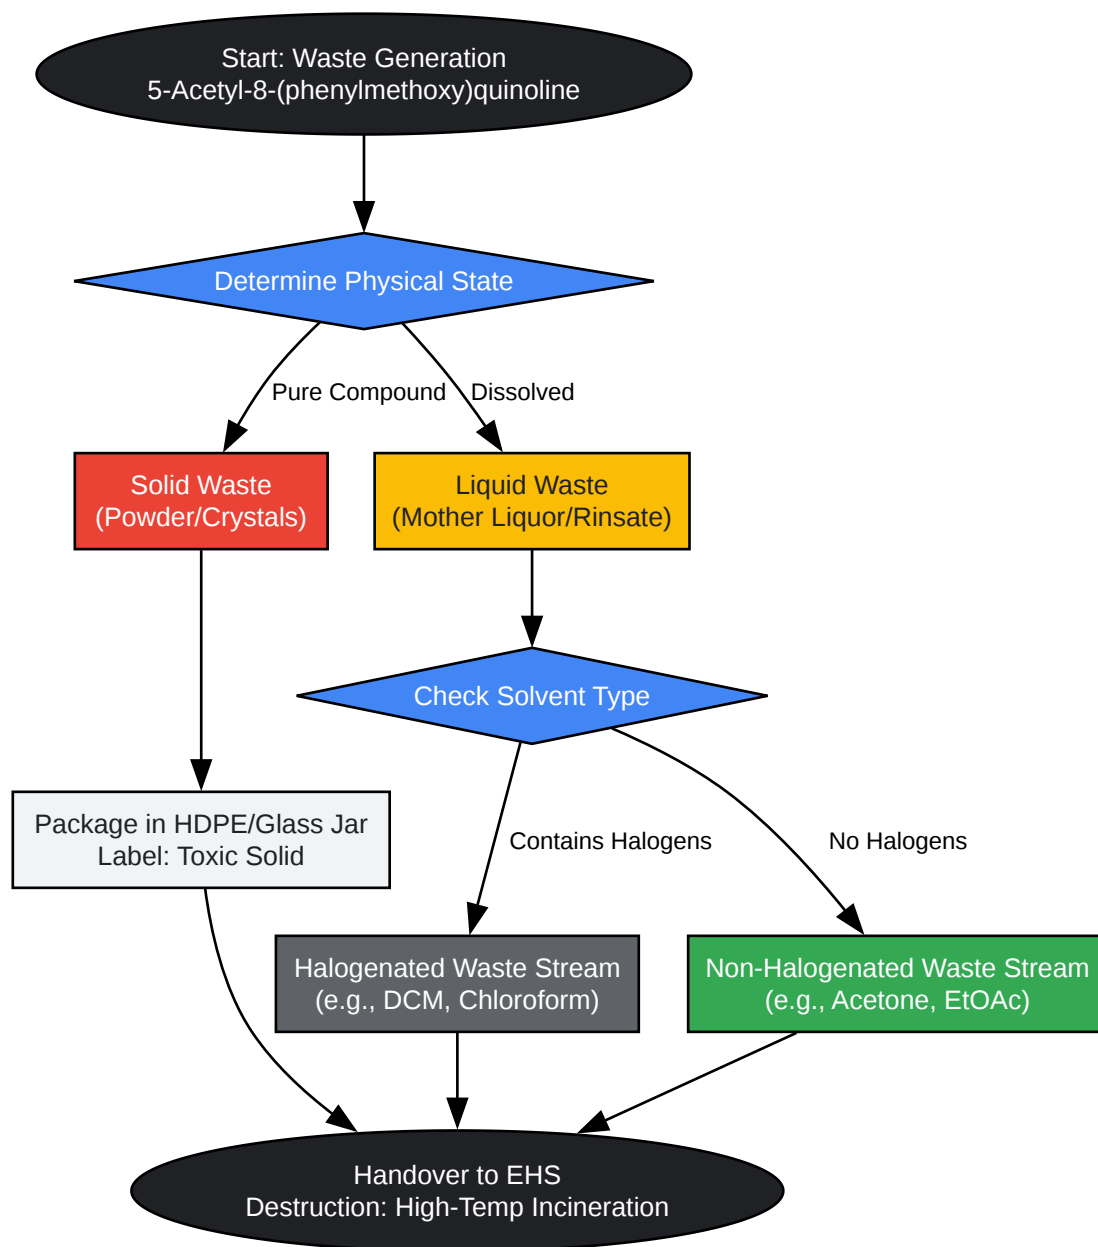 Start: Waste Generation
5-Acetyl-8-(phenylmethoxy)quinoline
Determine Physical State
Pure Compound
Dissolved
Solid Waste
(Powder/Crystals)
Liquid Waste
(Mother Liquor/Rinsate)
Check Solvent Type
Package in HDPE/Glass Jar
Label: Toxic Solid
Contains Halogens
No Halogens
Halogenated Waste Stream
(e.g., DCM, Chloroform)
Non-Halogenated Waste Stream
(e.g., Acetone, EtOAc)
Handover to EHS
Destruction: High-Temp Incineration